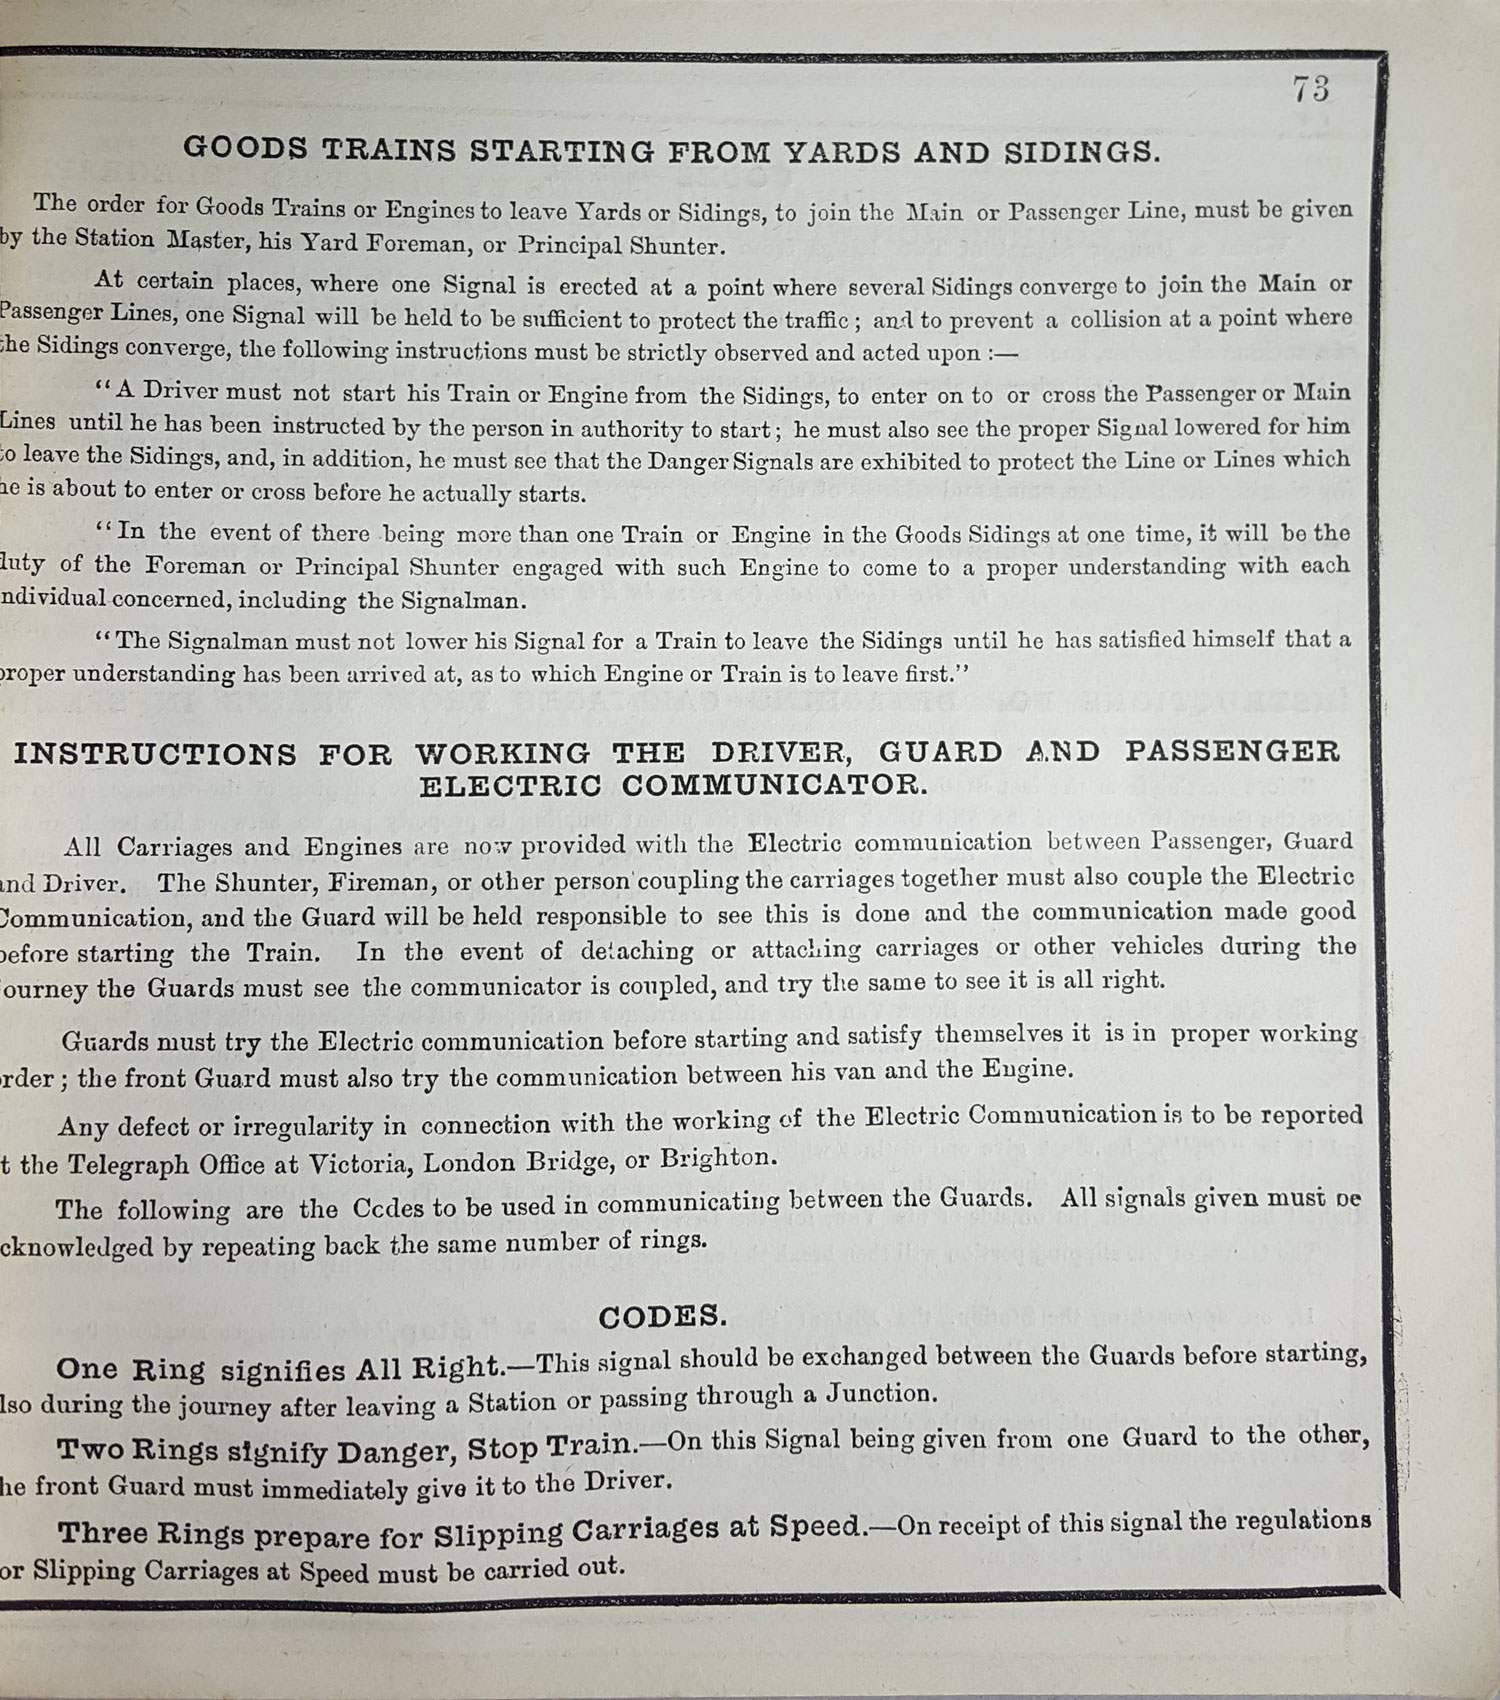 73
GOODS TRAINS STARTING FROM YARDS AND SIDINGS.
The order for Goods Trains or Engines to leave Yards or Sidings, to join the Main or Passenger Line, must be given
by the Station Master, his Yard Foreman, or Principal Shunter.
At certain places, where one Signal is erected at a point where several Sidings converge to join the Main or
Passenger Lines, one Signal will be held to be sufficient to protect the traffic; and to prevent a collision at a point where
the Sidings converge, the following instructions must be strictly observed and acted upon :—
“A Driver must not start his Train or Engine from the Sidings, to enter on to or cross the Passenger or Main
Lines until he has been instructed by the person in authority to start; he must also see the proper Signal lowered for him
to leave the Sidings, and, in addition, he must see that the Danger Signals are exhibited to protect the Line or Lines which
he is about to enter or cross before he actually starts.
“In the event of there being more than one Train or Engine in the Goods Sidings at one time, it will be the
duty of the Foreman or Principal Shunter engaged with such Engine to come to a proper understanding with each
ndividual concerned, including the Signalman.
“The Signalman must not lower his Signal for a Train to leave the Sidings until he has satisfied himself that a
proper understanding has been arrived at, as to which Engine or Train is to leave first.”
INSTRUCTIONS FOR WORKING THE DRIVER, GUARD AND PASSENGER
ELECTRIC COMMUNICATOR.
All Carriages and Engines are now provided with the Electric communication between Passenger, Guard
and Driver. The Shunter, Fireman, or other person coupling the carriages together must also couple the Electric
Communication, and the Guard will be held responsible to see this is done and the communication made good
before starting the Train. In the event of detaching or attaching carriages or other vehicles during the
journey the Guards must see the communicator is coupled, and try the same to see it is all right.
Guards must try the Electric communication before starting and satisfy themselves it is in proper working
rder; the front Guard must also try the communication between his van and the Engine.
Any defect or irregularity in connection with the working of the Electric Communication is to be reported
t the Telegraph Office at Victoria, London Bridge, or Brighton.
The following are the Codes to be used in communicating between the Guards. All signals given must be
cknowledged by repeating back the same number of rings.
CODES.
One Ring signifies All Right.—This signal should be exchanged between the Guards before starting,
lso during the journey after leaving a Station or passing through a Junction.
Two Rings signify Danger, Stop Train.—On this Signal being given from one Guard to the other,
he front Guard must immediately give it to the Driver.
Three Rings prepare for Slipping Carriages at Speed.—On receipt of this signal the regulations
or Slipping Carriages at Speed must be carried out.